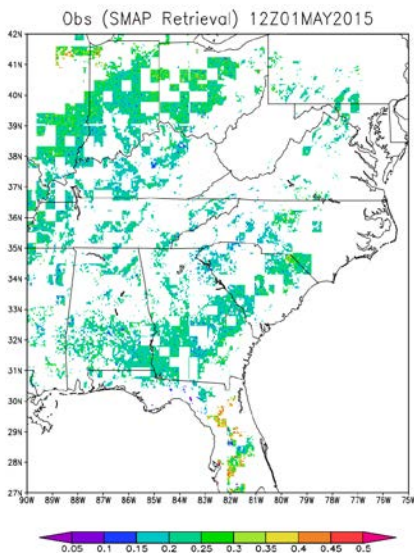 Obs (SMAP Retrieval) 12Z01MAY2015
42N
41N
40N
39N
38N
37N
36N
35N
34N
33N
32N
31N
30N
29N
28N
27N
90W 89W 88W 87W 86W 85W 84W 83W 82W 81W 80W 79W 78W 77W 76W 75W
0.05 0.1 0.15 0.2 0.25 0.3 0.35 0.4 0.45 0.5